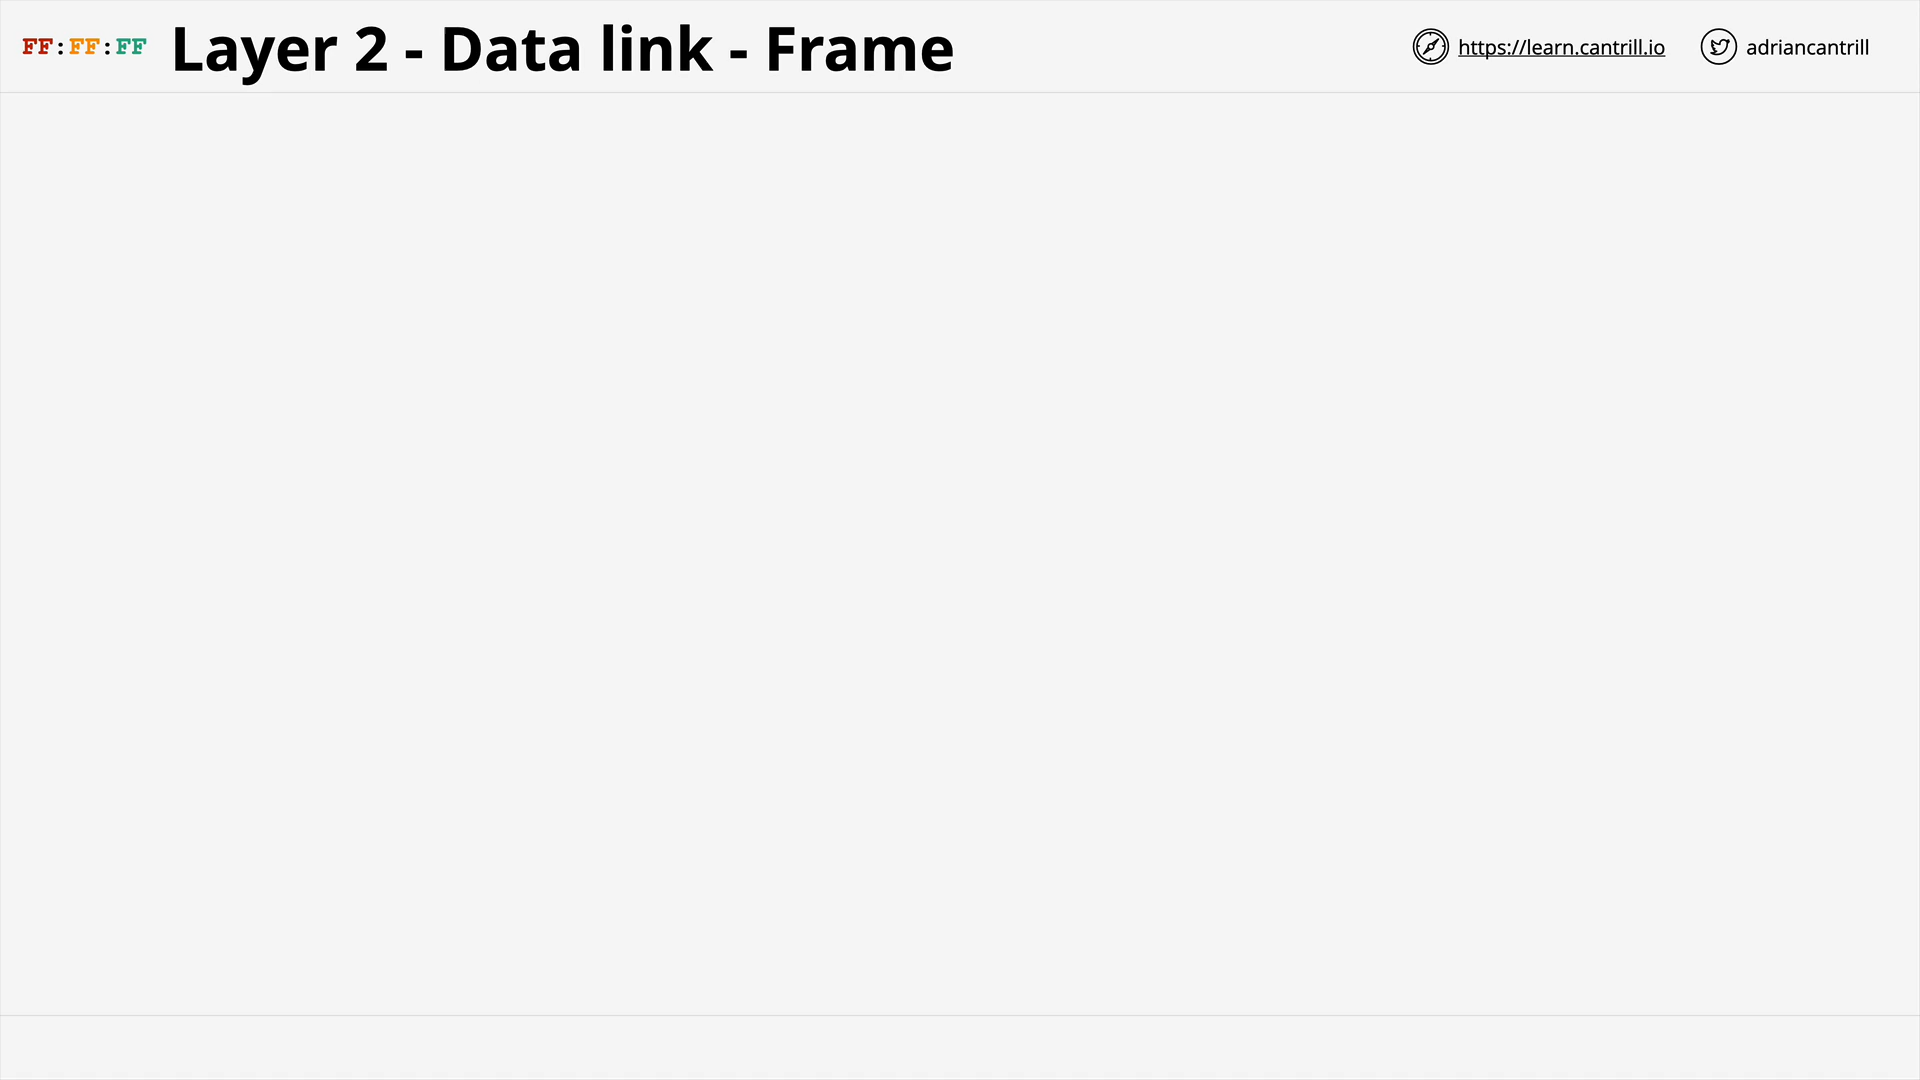 FF:FF:FF
Layer 2 - Data link - Frame
https://learn.cantrill.io
adriancantrill